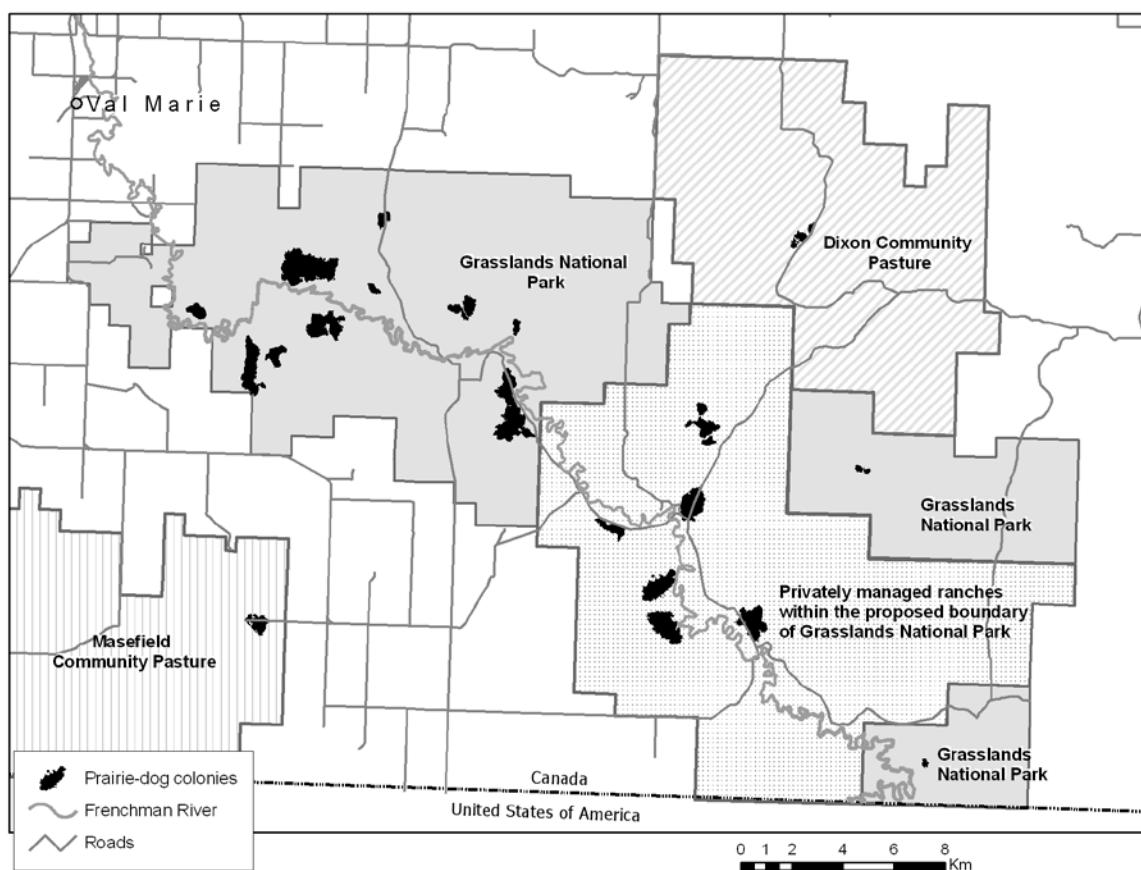 Val Marie
Grasslands National
Park
Dixon Community
Pasture
Grasslands
National Park
Privately managed ranches
within the proposed boundary
of Grasslands National Park
Masefield
Community Pasture
Grasslands
National Park
Canada
United States of America
Prairie-dog colonies
Frenchman River
Roads
0 1 2 4 6 8
Km